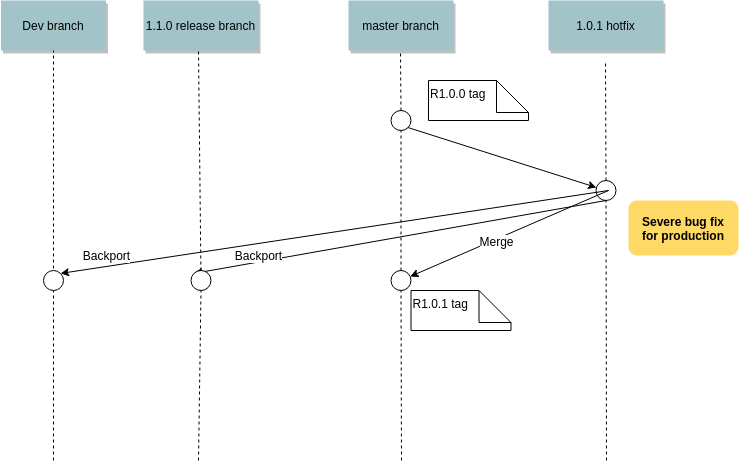 Dev branch
1.1.0 release branch
master branch
1.0.1 hotfix
R1.0.0 tag
Severe bug fix
for production
Merge
Backport
Backport
R1.0.1 tag